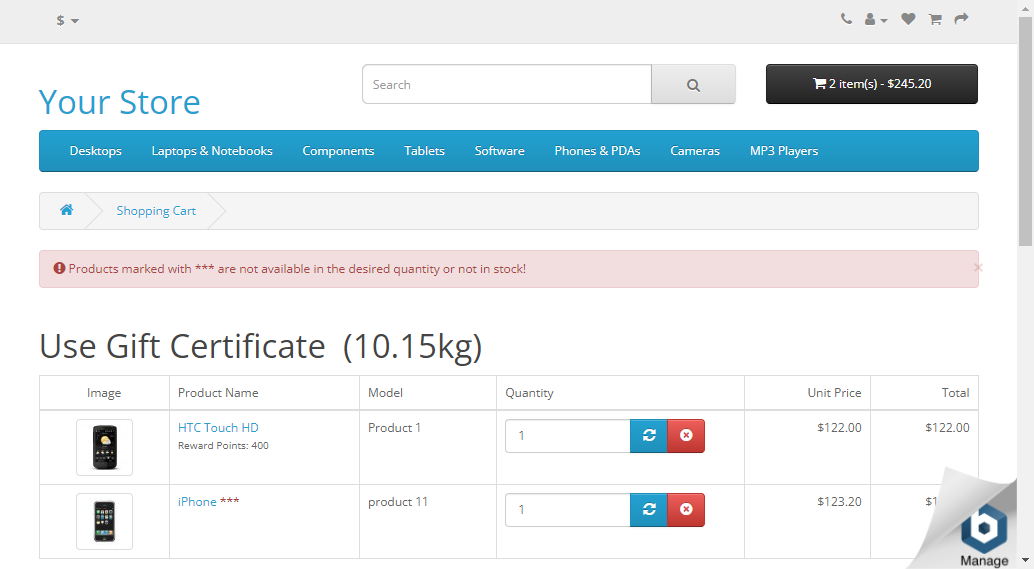 $
Search
2 item(s) - $245.20
Your Store
Desktops Laptops & Notebooks Components Tablets Software Phones & PDAs Cameras MP3 Players
Shopping Cart
Products marked with *** are not available in the desired quantity or not in stock!
×
Use Gift Certificate (10.15kg)
Image Product Name Model Quantity Unit Price Total
HTC Touch HD Product 1 1 $122.00 $122.00
Reward Points: 400
iPhone *** product 11 1 $123.20
Manage